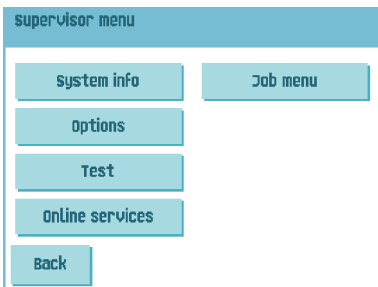 Supervisor menu
System info
Job menu
Options
Test
Online services
Back